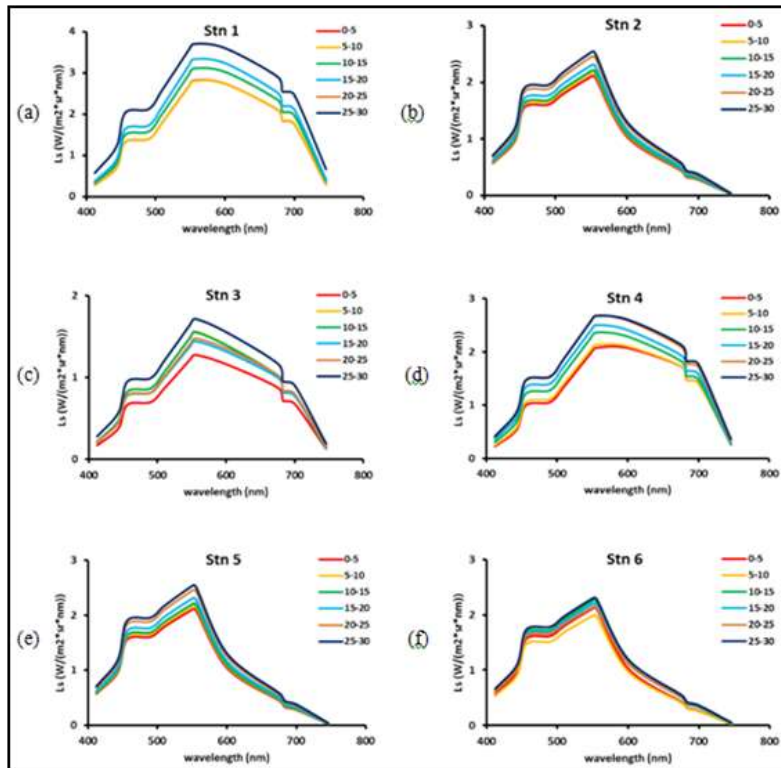 (a)
Stn 1
Ls (W/(m2*sr*nm))
4
3
2
1
0
400 500 600 700 800
wavelength (nm)
0-5
5-10
10-15
15-20
20-25
25-30
(b)
Stn 2
Ls (W/(m2*sr*nm))
3
2
1
0
400 500 600 700 800
wavelength (nm)
0-5
5-10
10-15
15-20
20-25
25-30
(c)
Stn 3
Ls (W/(m2*sr*nm))
2
1
0
400 500 600 700 800
wavelength (nm)
0-5
5-10
10-15
15-20
20-25
25-30
(d)
Stn 4
Ls (W/(m2*sr*nm))
3
2
1
0
400 500 600 700 800
wavelength (nm)
0-5
5-10
10-15
15-20
20-25
25-30
(e)
Stn 5
Ls (W/(m2*sr*nm))
3
2
1
0
400 500 600 700 800
wavelength (nm)
0-5
5-10
10-15
15-20
20-25
25-30
(f)
Stn 6
Ls (W/(m2*sr*nm))
3
2
1
0
400 500 600 700 800
wavelength (nm)
0-5
5-10
10-15
15-20
20-25
25-30